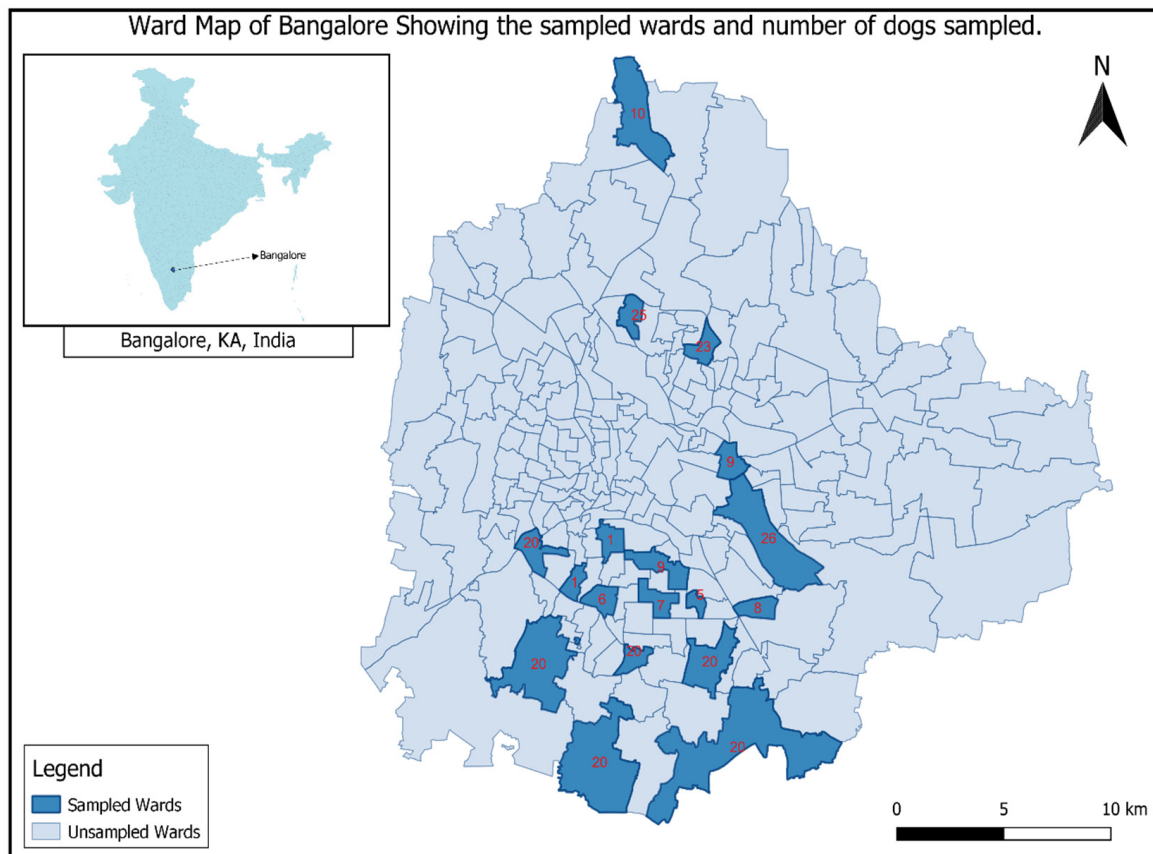 Ward Map of Bangalore Showing the sampled wards and number of dogs sampled.
N
10
Bangalore
25
Bangalore, KA, India
23
9
26
20
1
9
1
6
7
5
8
20
20
20
20
20
Legend
Sampled Wards
Unsampled Wards
0 5 10 km